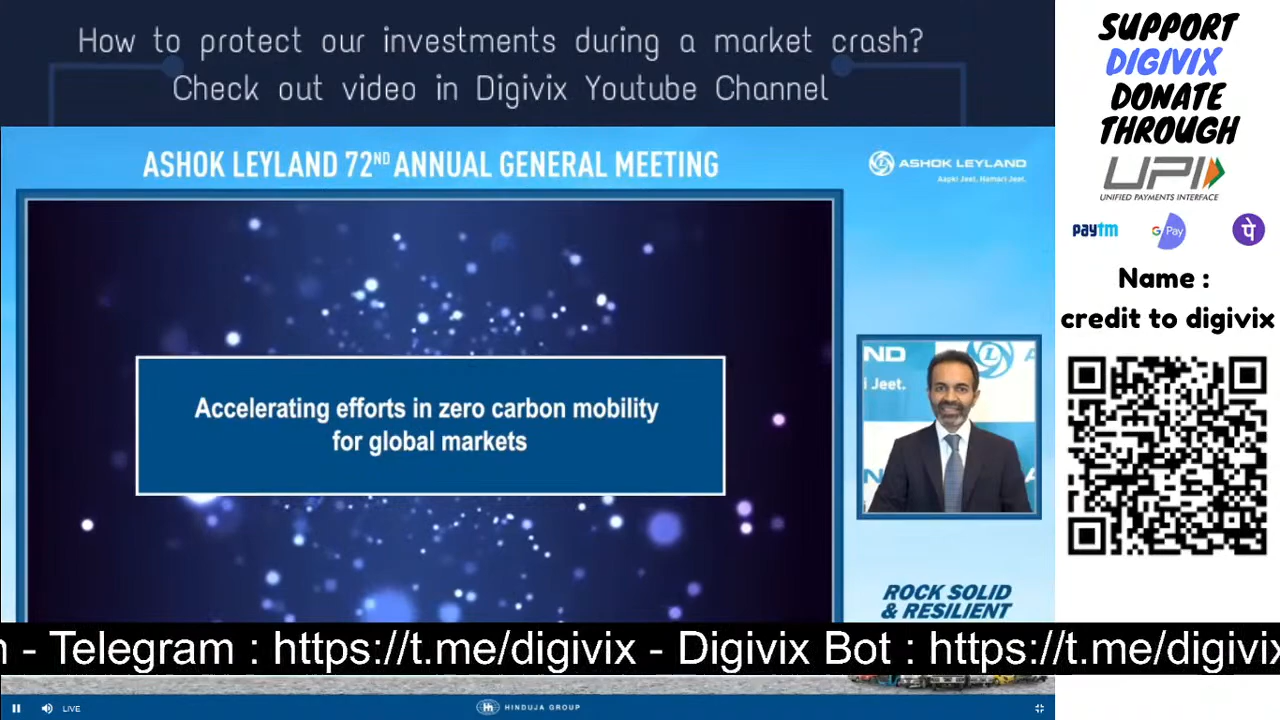 How to protect our investments during a market crash?
Check out video in Digivix Youtube Channel
SUPPORT
DIGIVIX
DONATE
THROUGH
UPI
UNIFIED PAYMENTS INTERFACE
paytm
G Pay
पे
Name :
credit to digivix
ASHOK LEYLAND 72ND ANNUAL GENERAL MEETING
ASHOK LEYLAND
Aapki Jeet. Hamari Jeet.
Accelerating efforts in zero carbon mobility
for global markets
ND
i Jeet.
ROCK SOLID
& RESILIENT
- Telegram : https://t.me/digivix - Digivix Bot : https://t.me/digivix
LIVE
HINDUJA GROUP